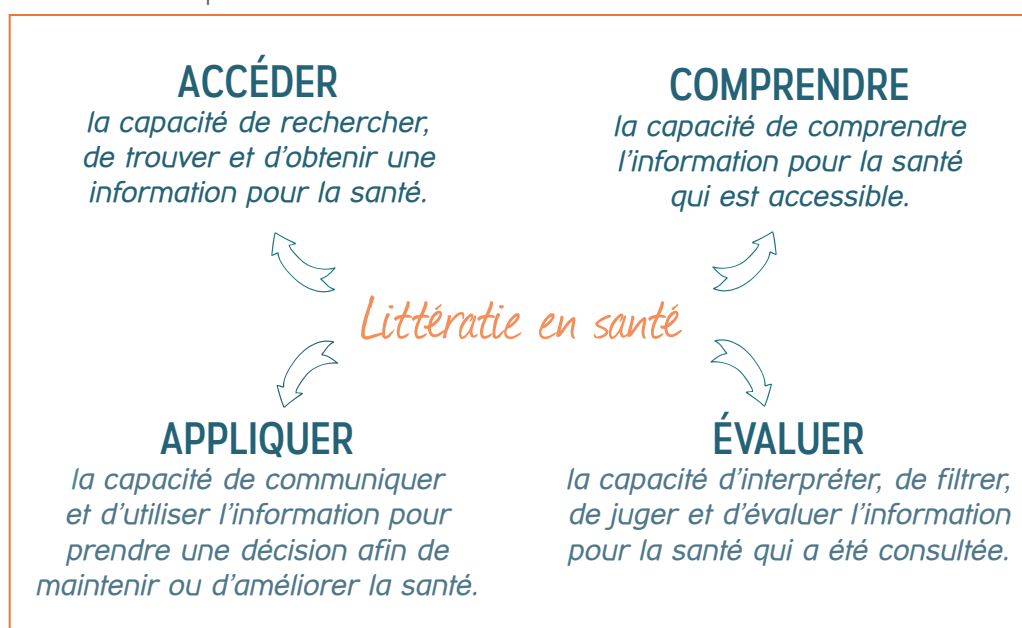 ACCÉDER
la capacité de rechercher,
de trouver et d'obtenir une
information pour la santé.
COMPRENDRE
la capacité de comprendre
l'information pour la santé
qui est accessible.
Littératie en santé
APPLIQUER
la capacité de communiquer
et d'utiliser l'information pour
prendre une décision afin de
maintenir ou d'améliorer la santé.
ÉVALUER
la capacité d'interpréter, de filtrer,
de juger et d'évaluer l'information
pour la santé qui a été consultée.